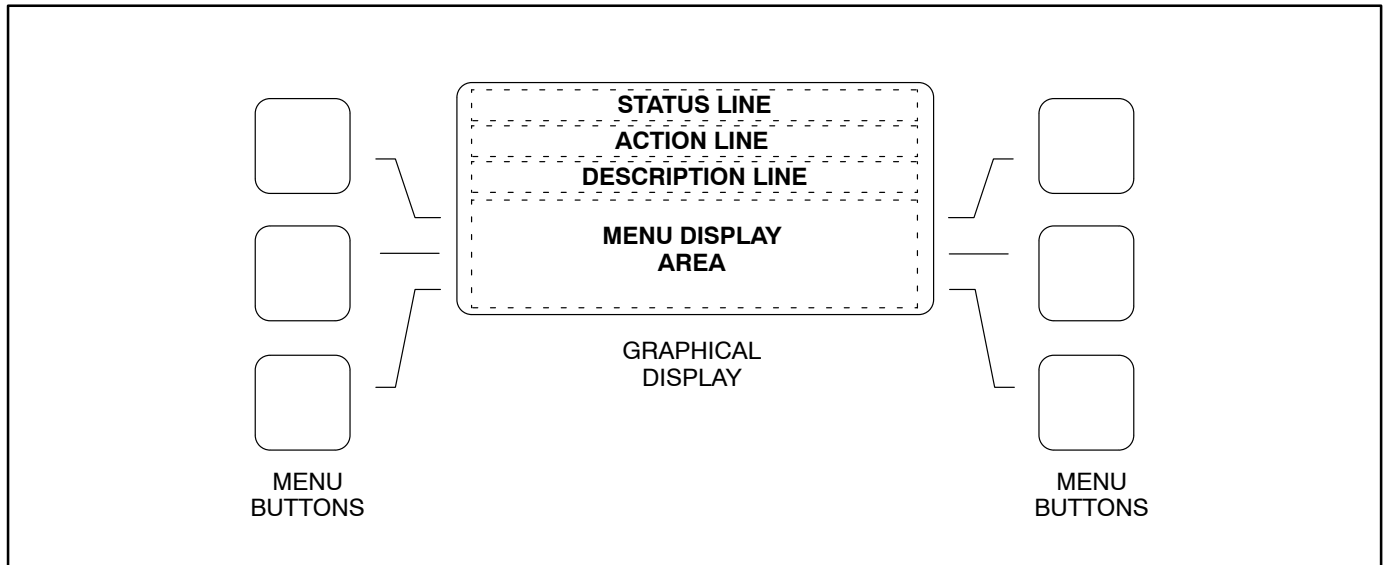 STATUS LINE
ACTION LINE
DESCRIPTION LINE
MENU DISPLAY
AREA
GRAPHICAL
DISPLAY
MENU
BUTTONS
MENU
BUTTONS